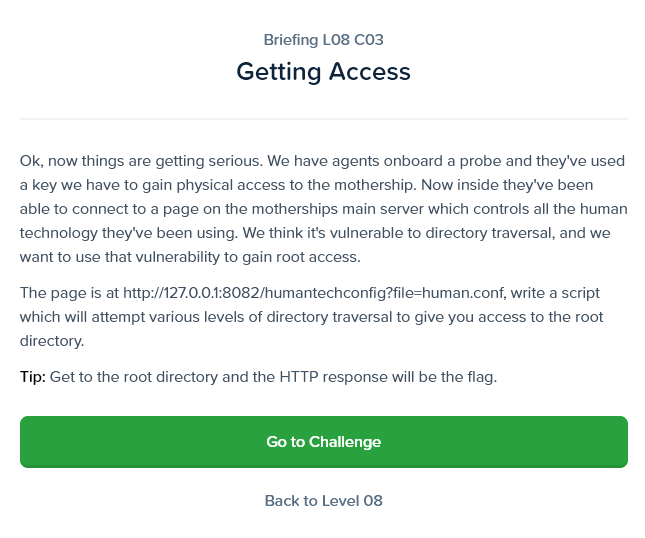 Briefing L08 C03
Getting Access
Ok, now things are getting serious. We have agents onboard a probe and they've used
a key we have to gain physical access to the mothership. Now inside they've been
able to connect to a page on the motherships main server which controls all the human
technology they've been using. We think it's vulnerable to directory traversal, and we
want to use that vulnerability to gain root access.
The page is at http://127.0.0.1:8082/humantechconfig?file=human.conf, write a script
which will attempt various levels of directory traversal to give you access to the root
directory.
Tip: Get to the root directory and the HTTP response will be the flag.
Go to Challenge
Back to Level 08